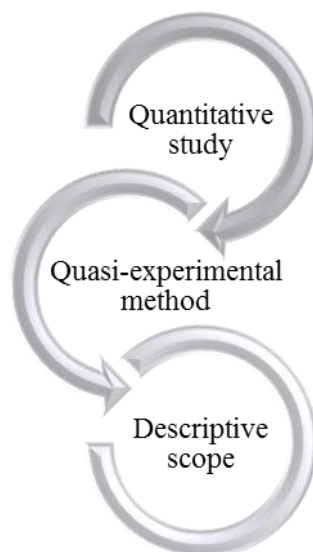 Quantitative
study
Quasi-experimental
method
Descriptive
scope